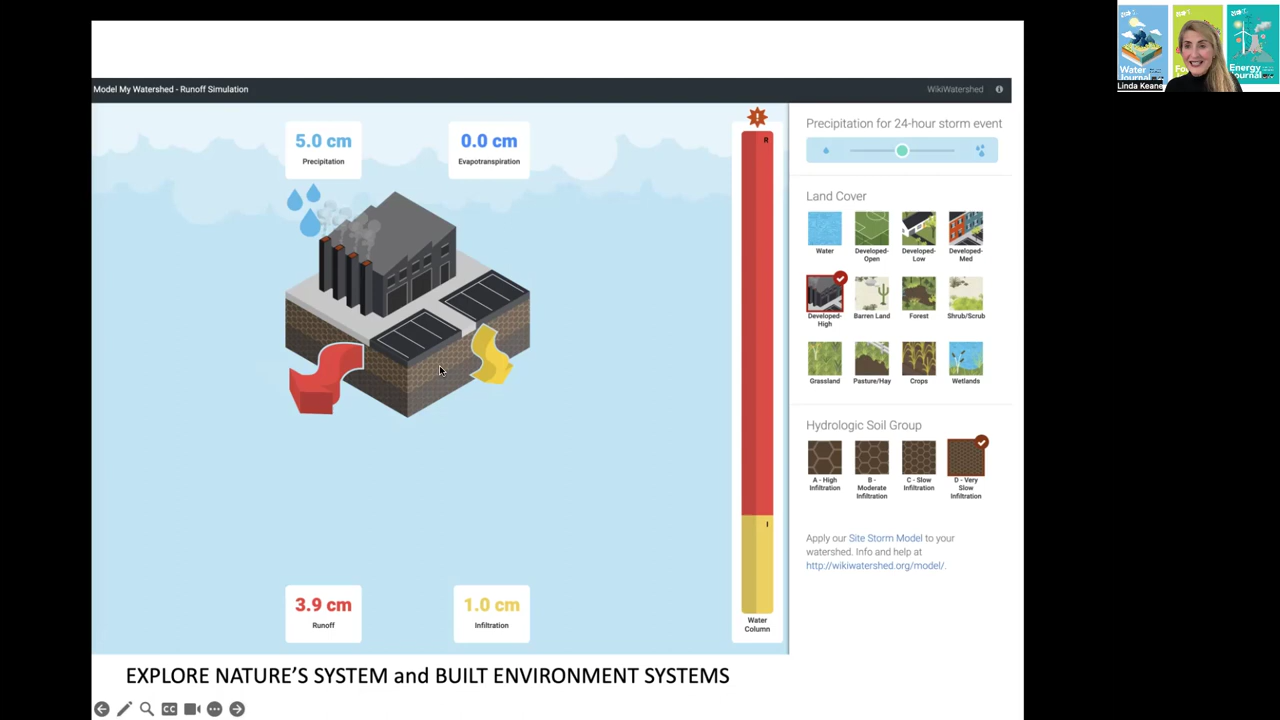 Model My Watershed - Runoff Simulation
WikiWatershed
5.0 cm
Precipitation
0.0 cm
Evapotranspiration
R
I
Water
Column
3.9 cm
Runoff
1.0 cm
Infiltration
Precipitation for 24-hour storm event
Land Cover
Water
Developed-
Open
Developed-
Low
Developed-
Med
Developed-
High
Barren Land
Forest
Shrub/Scrub
Grassland
Pasture/Hay
Crops
Wetlands
Hydrologic Soil Group
A - High
Infiltration
B -
Moderate
Infiltration
C - Slow
Infiltration
D - Very
Slow
Infiltration
Apply our Site Storm Model to your
watershed. Info and help at
http://wikiwatershed.org/model/.
EXPLORE NATURE'S SYSTEM and BUILT ENVIRONMENT SYSTEMS
CC
Water
Energy
Linda Keane